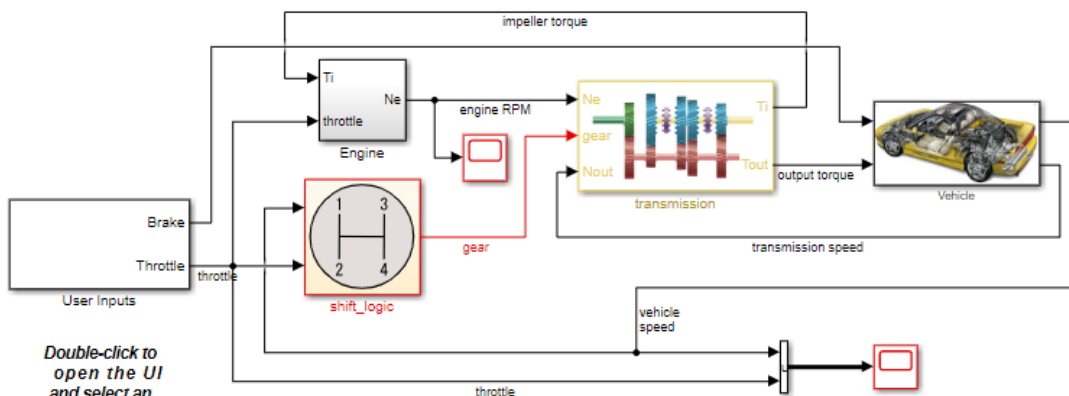 impeller torque
Ti
Ne
throttle
Engine
engine RPM
Ne
gear
Nout
Ti
Tout
transmission
output torque
Vehicle
transmission speed
Brake
Throttle
User Inputs
throttle
1 3
2 4
shift_logic
gear
vehicle
speed
throttle
Double-click to
open the UI
and select an